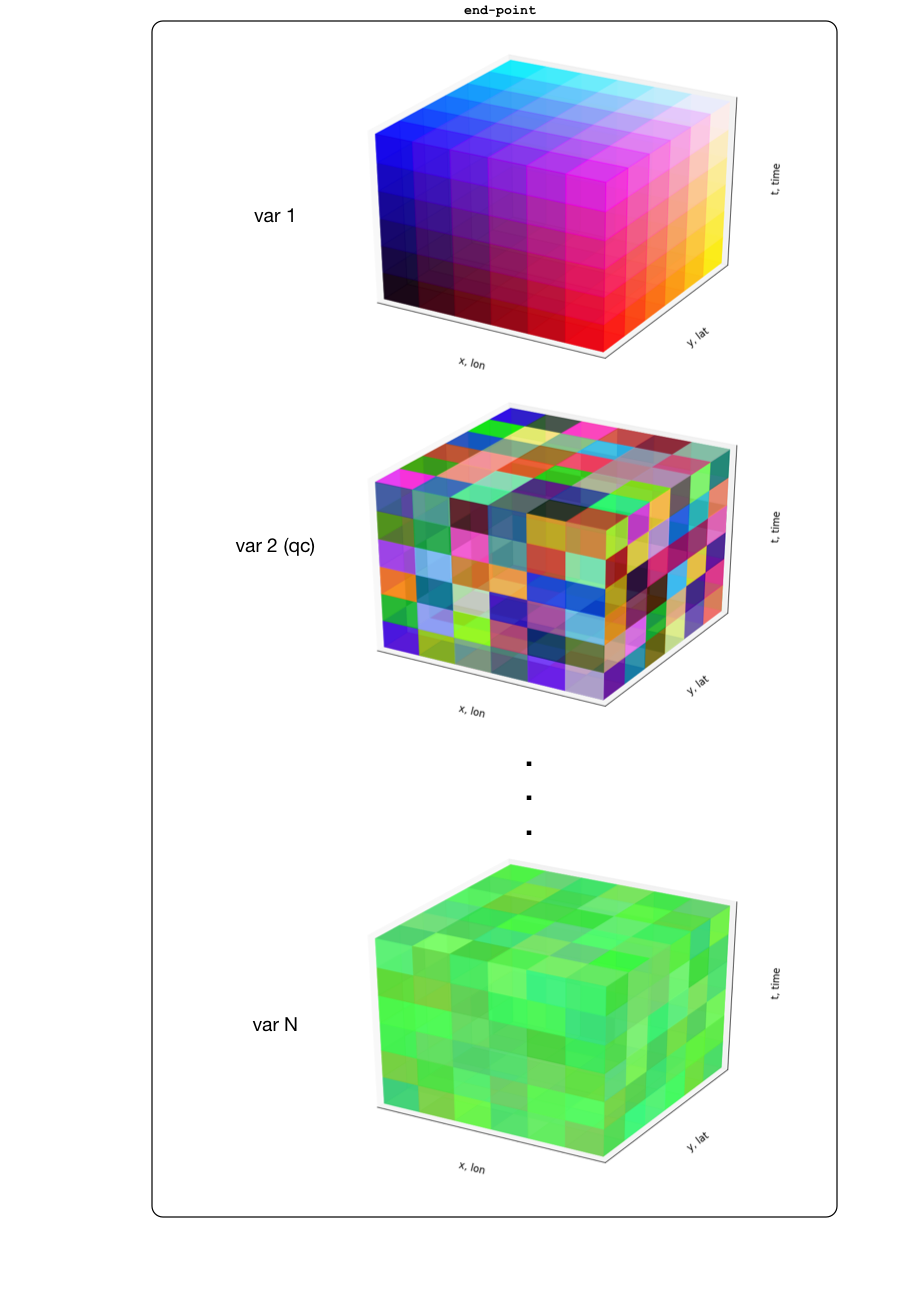 end-point
var 1
t, time
y, lat
x, lon
var 2 (qc)
t, time
y, lat
x, lon
var N
t, time
y, lat
x, lon